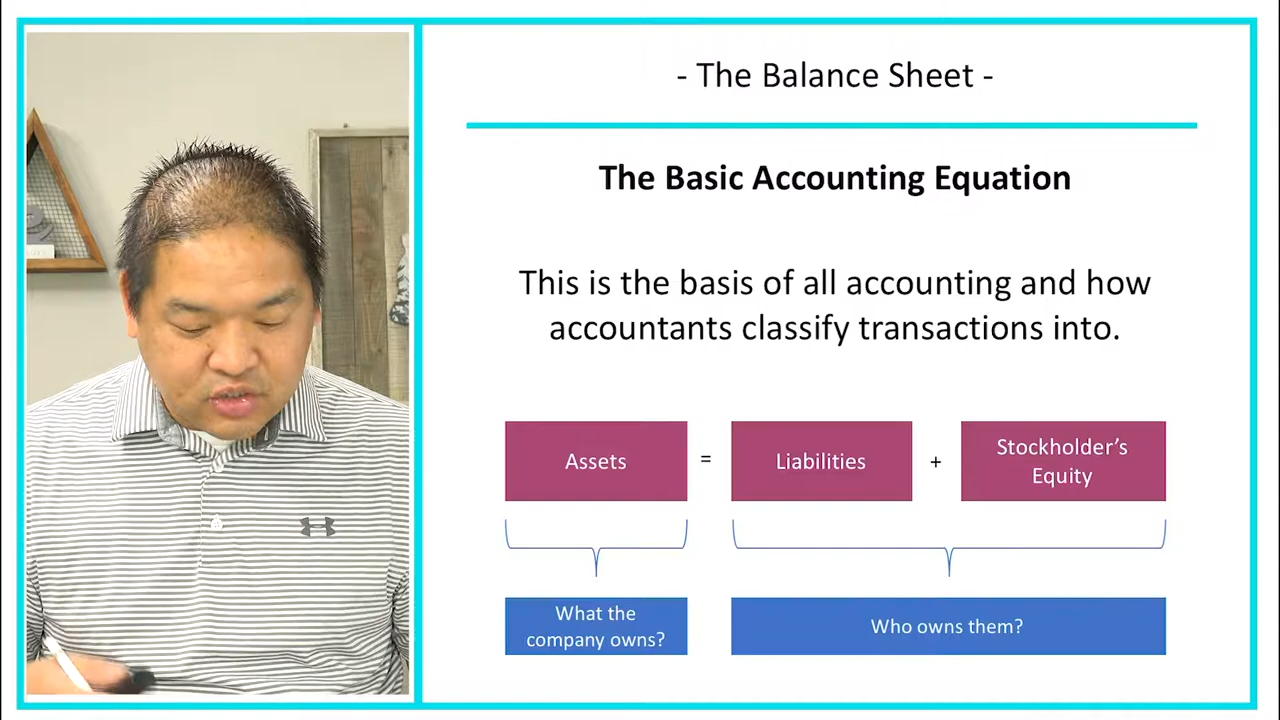 - The Balance Sheet -
The Basic Accounting Equation
This is the basis of all accounting and how
accountants classify transactions into.
Assets
=
Liabilities
+
Stockholder’s
Equity
What the
company owns?
Who owns them?